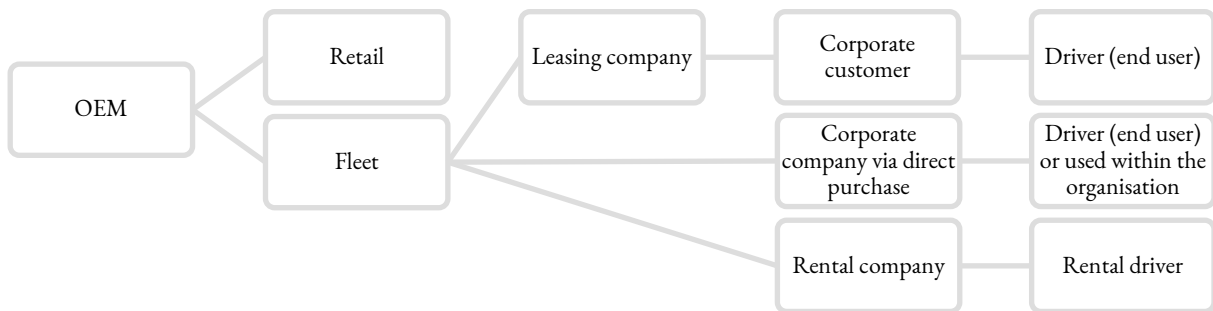 OEM
Retail
Fleet
Leasing company
Corporate
customer
Driver (end user)
Corporate
company via direct
purchase
Driver (end user)
or used within the
organisation
Rental company
Rental driver